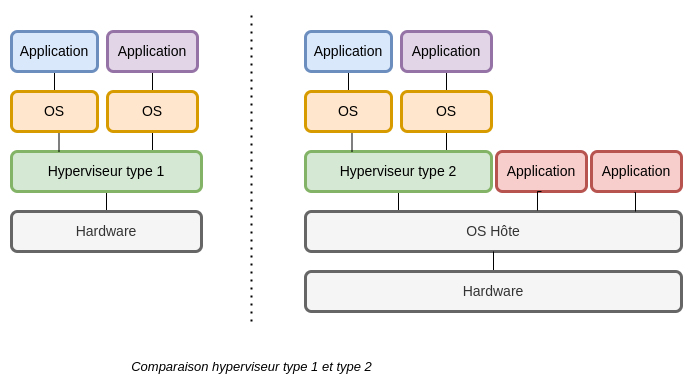 Application
Application
OS
OS
Hyperviseur type 1
Hardware
Application
Application
OS
OS
Hyperviseur type 2
Application
Application
OS Hôte
Hardware
Comparaison hyperviseur type 1 et type 2